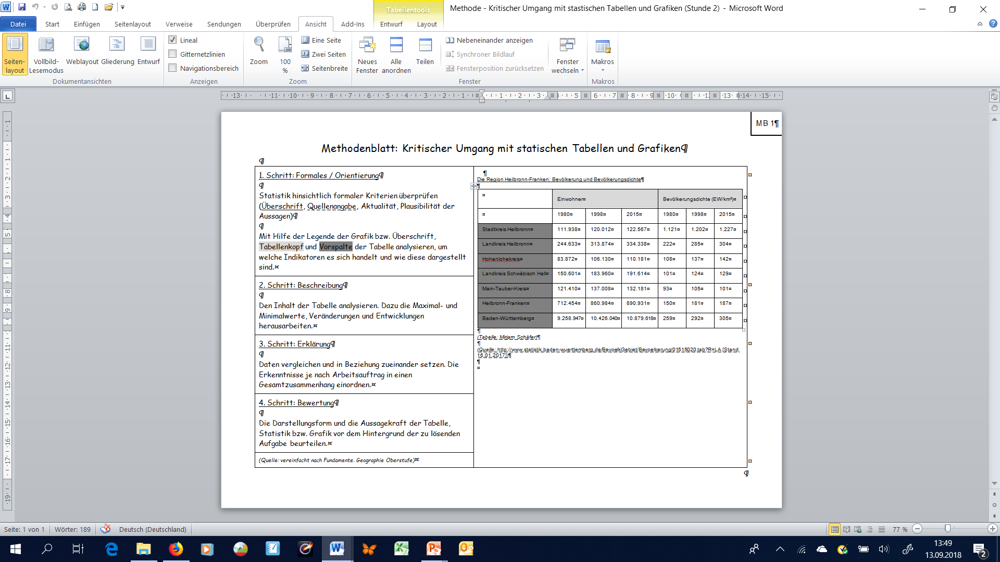 Tabellentools
Methode - Kritischer Umgang mit stastischen Tabellen und Grafiken (Stunde 2) - Microsoft Word
Datei Start Einfügen Seitenlayout Verweise Sendungen Überprüfen Ansicht Add-Ins Entwurf Layout
Seiten-layout
Vollbild-Lesemodus
Weblayout
Gliederung
Entwurf
Dokumentansichten
Lineal
Gitternetzlinien
Navigationsbereich
Anzeigen
Zoom
100 %
Eine Seite
Zwei Seiten
Seitenbreite
Zoom
Neues Fenster
Alle anordnen
Teilen
Nebeneinander anzeigen
Synchroner Bildlauf
Fensterposition zurücksetzen
Fenster wechseln
Fenster
Makros
Makros
MB 1¶
Methodenblatt: Kritischer Umgang mit statischen Tabellen und Grafiken¶
¶
1. Schritt: Formales / Orientierung¶
¶
Statistik hinsichtlich formaler Kriterien überprüfen
(Überschrift, Quellenangabe, Aktualität, Plausibilität der
Aussagen)¶
¶
Mit Hilfe der Legende der Grafik bzw. Überschrift,
Tabellenkopf und Vorspalte der Tabelle analysieren, um
welche Indikatoren es sich handelt und wie diese dargestellt
sind.¤
2. Schritt: Beschreibung¶
¶
Den Inhalt der Tabelle analysieren. Dazu die Maximal- und
Minimalwerte, Veränderungen und Entwicklungen
herausarbeiten.¤
3. Schritt: Erklärung¶
¶
Daten vergleichen und in Beziehung zueinander setzen. Die
Erkenntnisse je nach Arbeitsauftrag in einen
Gesamtzusammenhang einordnen.¤
4. Schritt: Bewertung¶
¶
Die Darstellungsform und die Aussagekraft der Tabelle,
Statistik bzw. Grafik vor dem Hintergrund der zu lösenden
Aufgabe beurteilen.¤
(Quelle: vereinfacht nach Fundamente. Geographie Oberstufe)¤
¶
Die Region Heilbronn-Franken: Bevölkerung und Bevölkerungsdichte¶
¶
¤ Einwohner¤ Bevölkerungsdichte (EW/km²)¤
¤ 1980¤ 1998¤ 2015¤ 1980¤ 1998¤ 2015¤
Stadtkreis Heilbronn¤ 111.938¤ 120.012¤ 122.567¤ 1.121¤ 1.202¤ 1.227¤
Landkreis Heilbronn¤ 244.633¤ 313.874¤ 334.338¤ 222¤ 285¤ 304¤
Hohenlohekreis¤ 83.872¤ 106.130¤ 110.181¤ 108¤ 137¤ 142¤
Landkreis Schwäbisch Hall¤ 150.601¤ 183.960¤ 191.614¤ 101¤ 124¤ 129¤
Main-Tauber-Kreis¤ 121.410¤ 137.008¤ 132.181¤ 93¤ 105¤ 101¤
Heilbronn-Franken¤ 712.454¤ 860.984¤ 890.931¤ 150¤ 181¤ 187¤
Baden-Württemberg¤ 9.258.947¤ 10.426.040¤ 10.879.618¤ 259¤ 292¤ 305¤
¶
(Tabelle: Mirjam Schäfer)¶
¶
(Quelle: http://www.statistik.baden-wuerttemberg.de/BevoelkGebiet/Bevoelkerung/01515020.tab?R=LA [Stand:
16.01.2017])¶
¶
¤
¶
Seite: 1 von 1 Wörter: 189 Deutsch (Deutschland) 77 %
13:49
13.09.2018
2